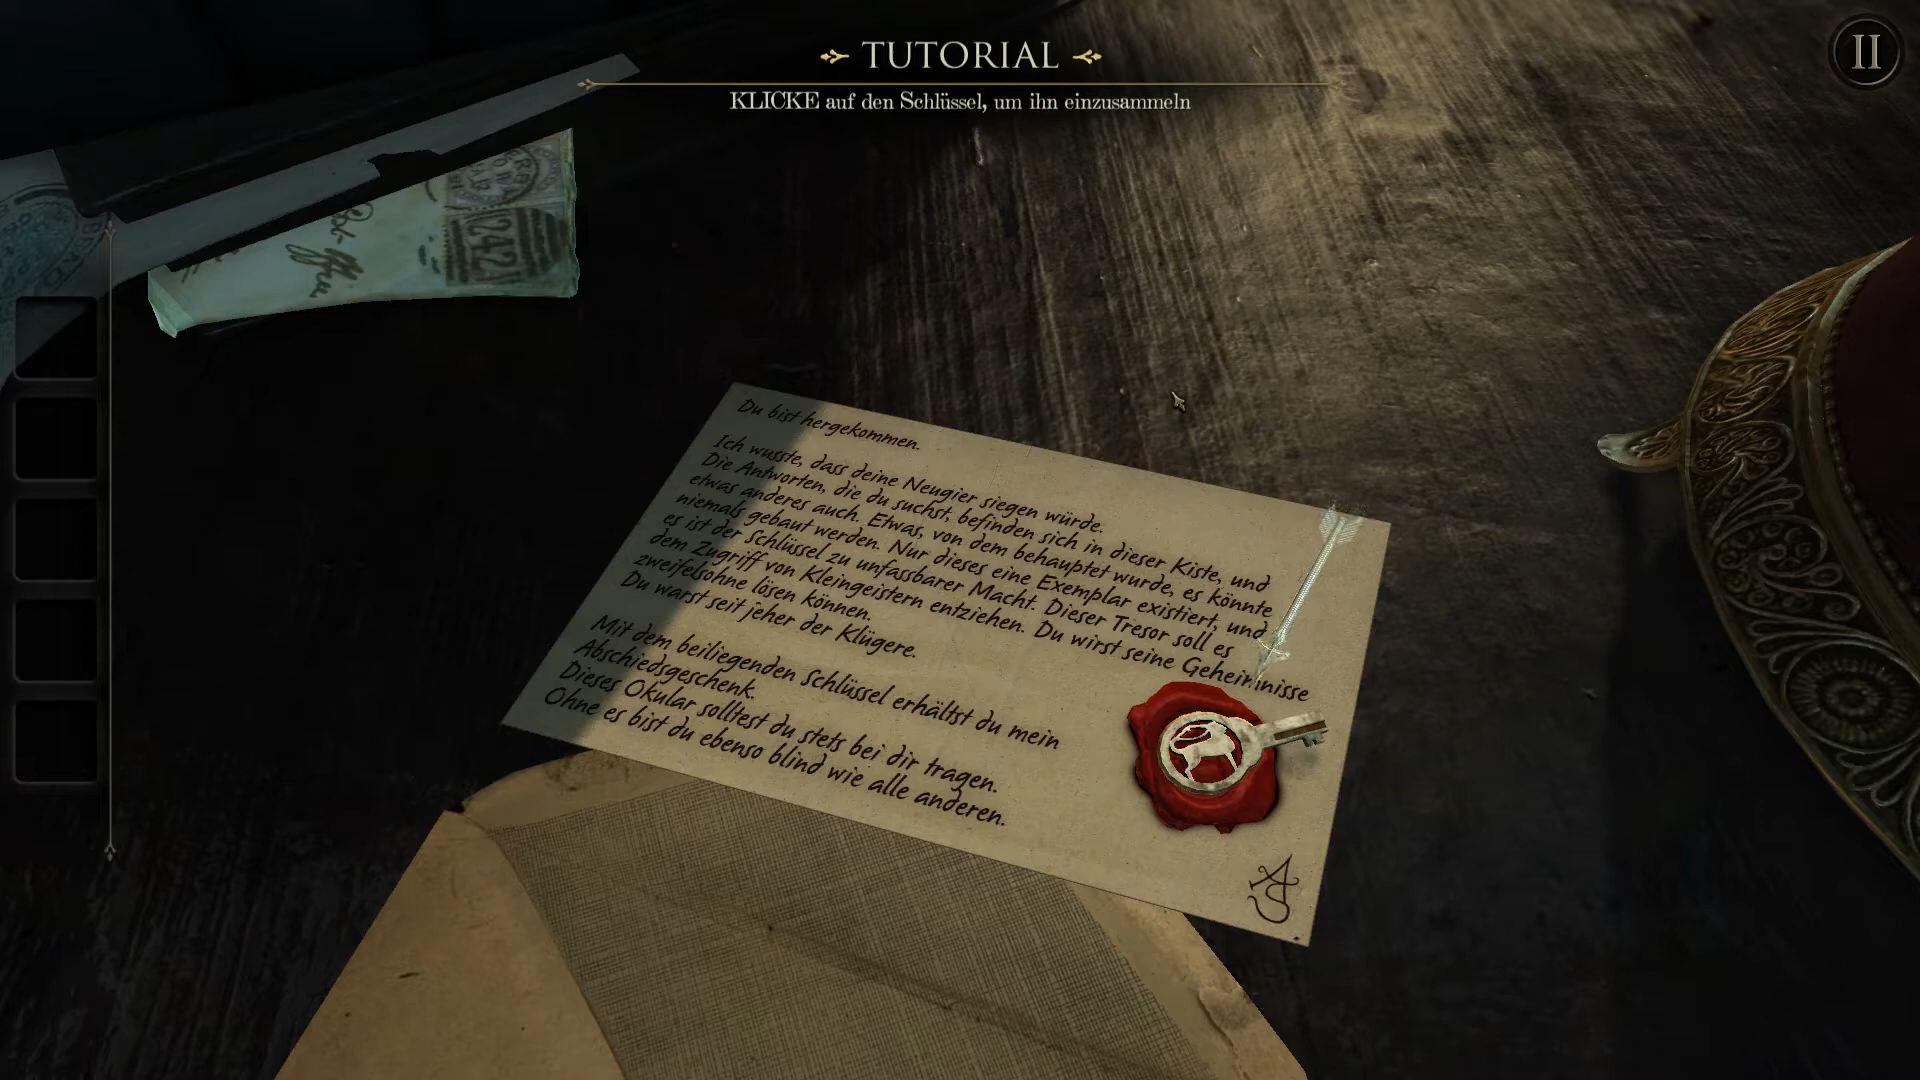 TUTORIAL
KLICKE auf den Schlüssel, um ihn einzusammeln
1242
Du bist hergekommen.
Ich wusste, dass deine Neugier siegen würde.
Die Antworten, die du suchst, befinden sich in dieser Kiste, und
etwas anderes auch. Etwas, von dem behauptet wurde, es könnte
niemals gebaut werden. Nur dieses eine Exemplar existiert, und
es ist der Schlüssel zu unfassbarer Macht. Dieser Tresor soll es
dem Zugriff von Kleingeistern entziehen. Du wirst seine Geheimnisse
zweifelsohne lösen können.
Du warst seit jeher der Klügere.
Mit dem beiliegenden Schlüssel erhältst du mein
Abschiedsgeschenk.
Dieses Okular solltest du stets bei dir tragen.
Ohne es bist du ebenso blind wie alle anderen.